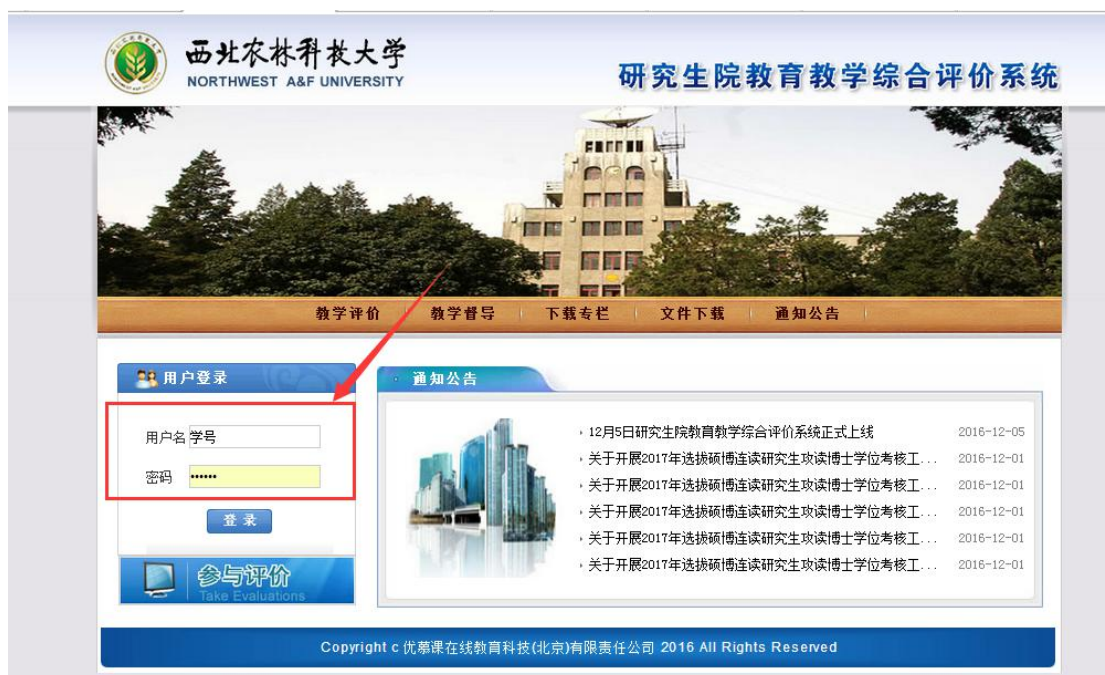 西北农林科技大学
NORTHWEST A&F UNIVERSITY
研究生院教育教学综合评价系统
教学评价 教学督导 下载专栏 文件下载 通知公告
用户登录
用户名 学号
密码 ••••••
登 录
参与评价
Take Evaluations
通知公告
12月5日研究生院教育教学综合评价系统正式上线 2016-12-05
关于开展2017年选拔硕博连读研究生攻读博士学位考核工... 2016-12-01
关于开展2017年选拔硕博连读研究生攻读博士学位考核工... 2016-12-01
关于开展2017年选拔硕博连读研究生攻读博士学位考核工... 2016-12-01
关于开展2017年选拔硕博连读研究生攻读博士学位考核工... 2016-12-01
关于开展2017年选拔硕博连读研究生攻读博士学位考核工... 2016-12-01
Copyright c 优慕课在线教育科技(北京)有限责任公司 2016 All Rights Reserved